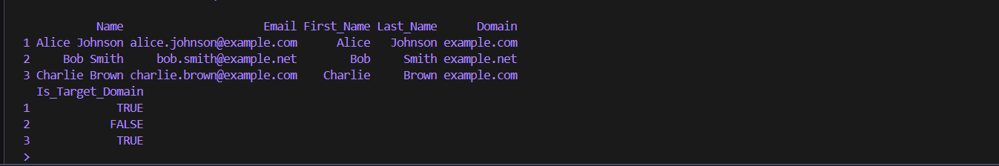 Name Email First_Name Last_Name Domain
1 Alice Johnson alice.johnson@example.com Alice Johnson example.com
2 Bob Smith bob.smith@example.net Bob Smith example.net
3 Charlie Brown charlie.brown@example.com Charlie Brown example.com
Is_Target_Domain
1 TRUE
2 FALSE
3 TRUE
>